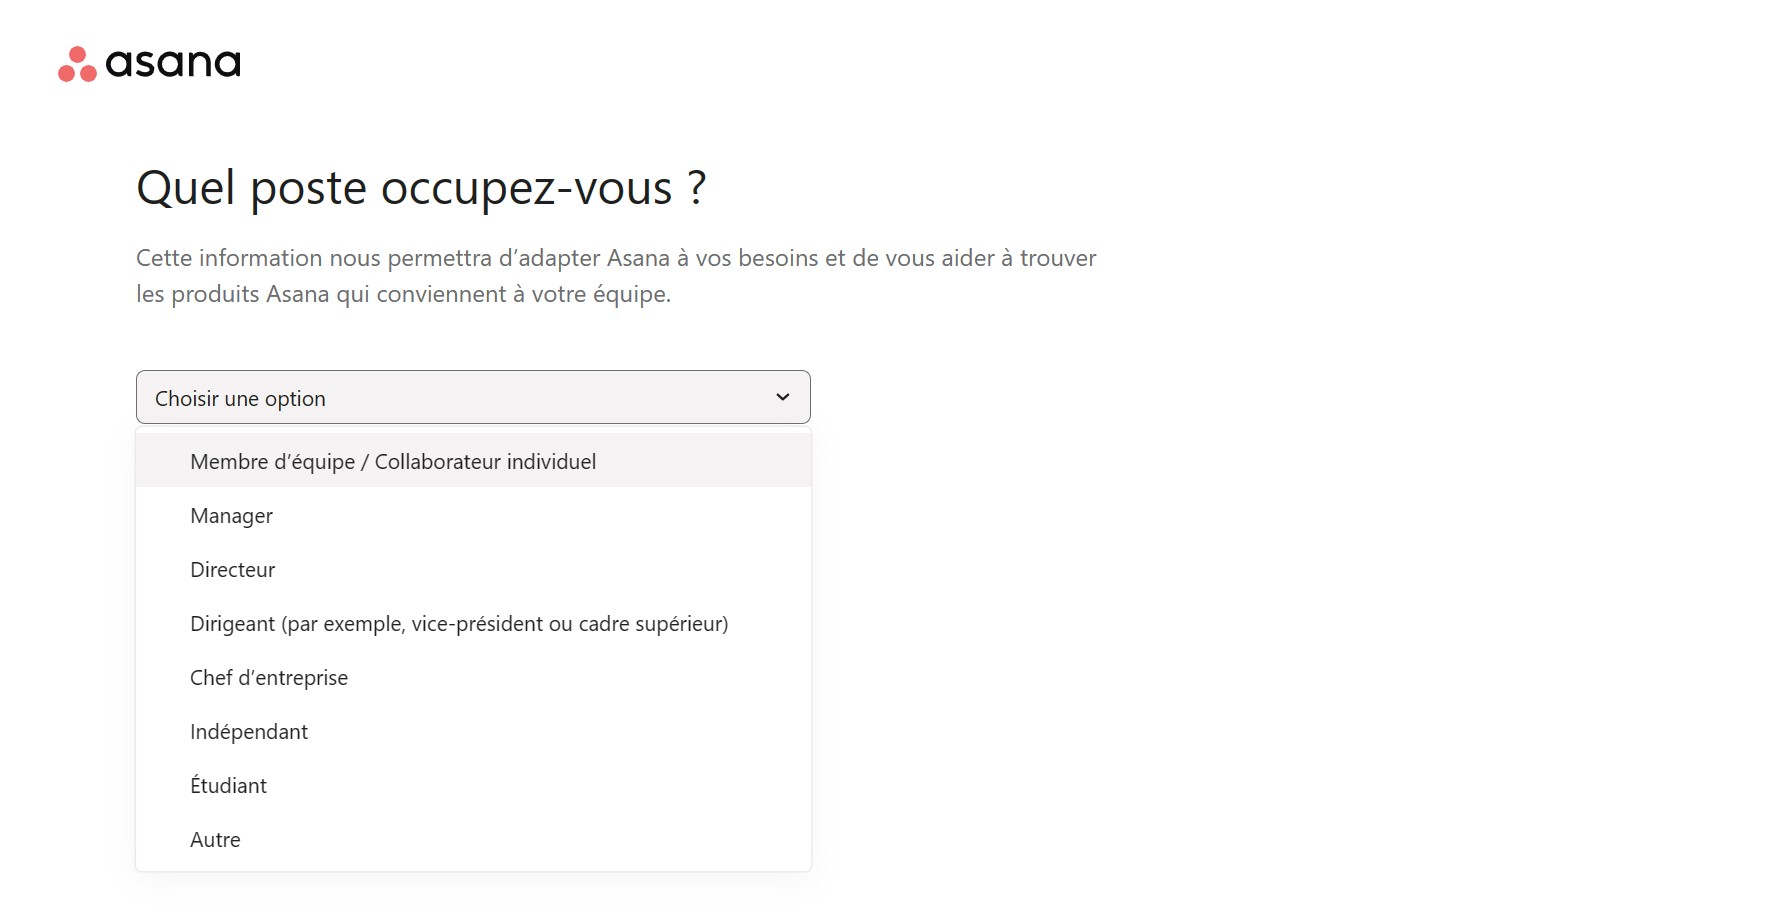 asana
Quel poste occupez-vous ?
Cette information nous permettra d’adapter Asana à vos besoins et de vous aider à trouver
les produits Asana qui conviennent à votre équipe.
Choisir une option
Membre d’équipe / Collaborateur individuel
Manager
Directeur
Dirigeant (par exemple, vice-président ou cadre supérieur)
Chef d’entreprise
Indépendant
Étudiant
Autre